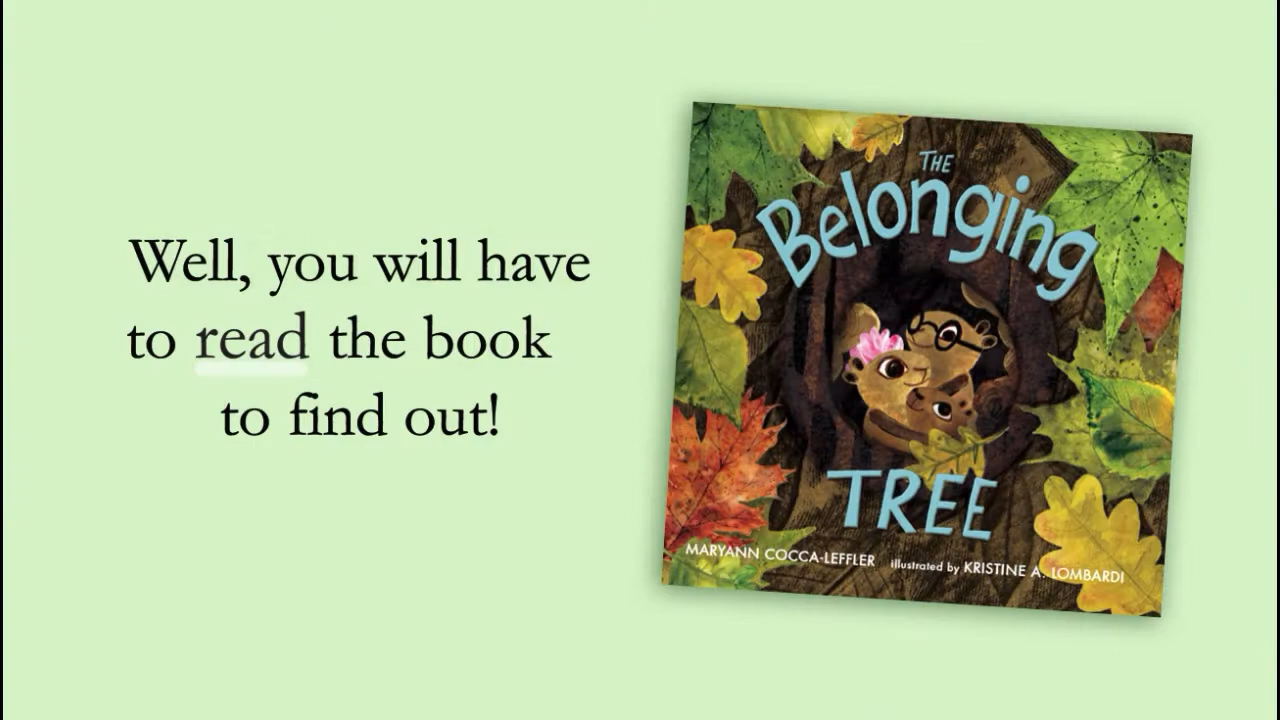 Well, you will have
to read the book
to find out!
THE
Belonging
TREE
MARYANN COCCA-LEFFLER illustrated by KRISTINE A. LOMBARDI